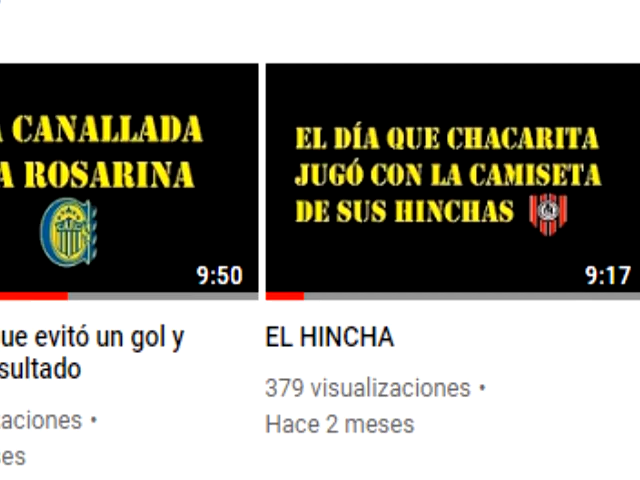 A CANALLADA
A ROSARINA
9:50
ue evitó un gol y
sultado
aciones •
es
EL DÍA QUE CHACARITA
JUGÓ CON LA CAMISETA
DE SUS HINCHAS
9:17
EL HINCHA
379 visualizaciones •
Hace 2 meses